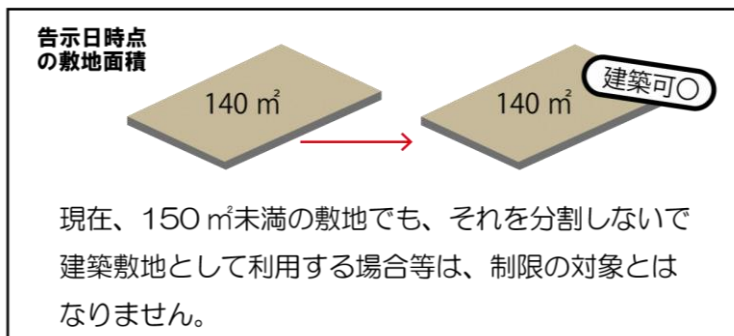 告示日時点
の敷地面積
140 ㎡
140 ㎡
建築可〇
現在、150 ㎡未満の敷地でも、それを分割しないで
建築敷地として利用する場合等は、制限の対象とは
なりません。